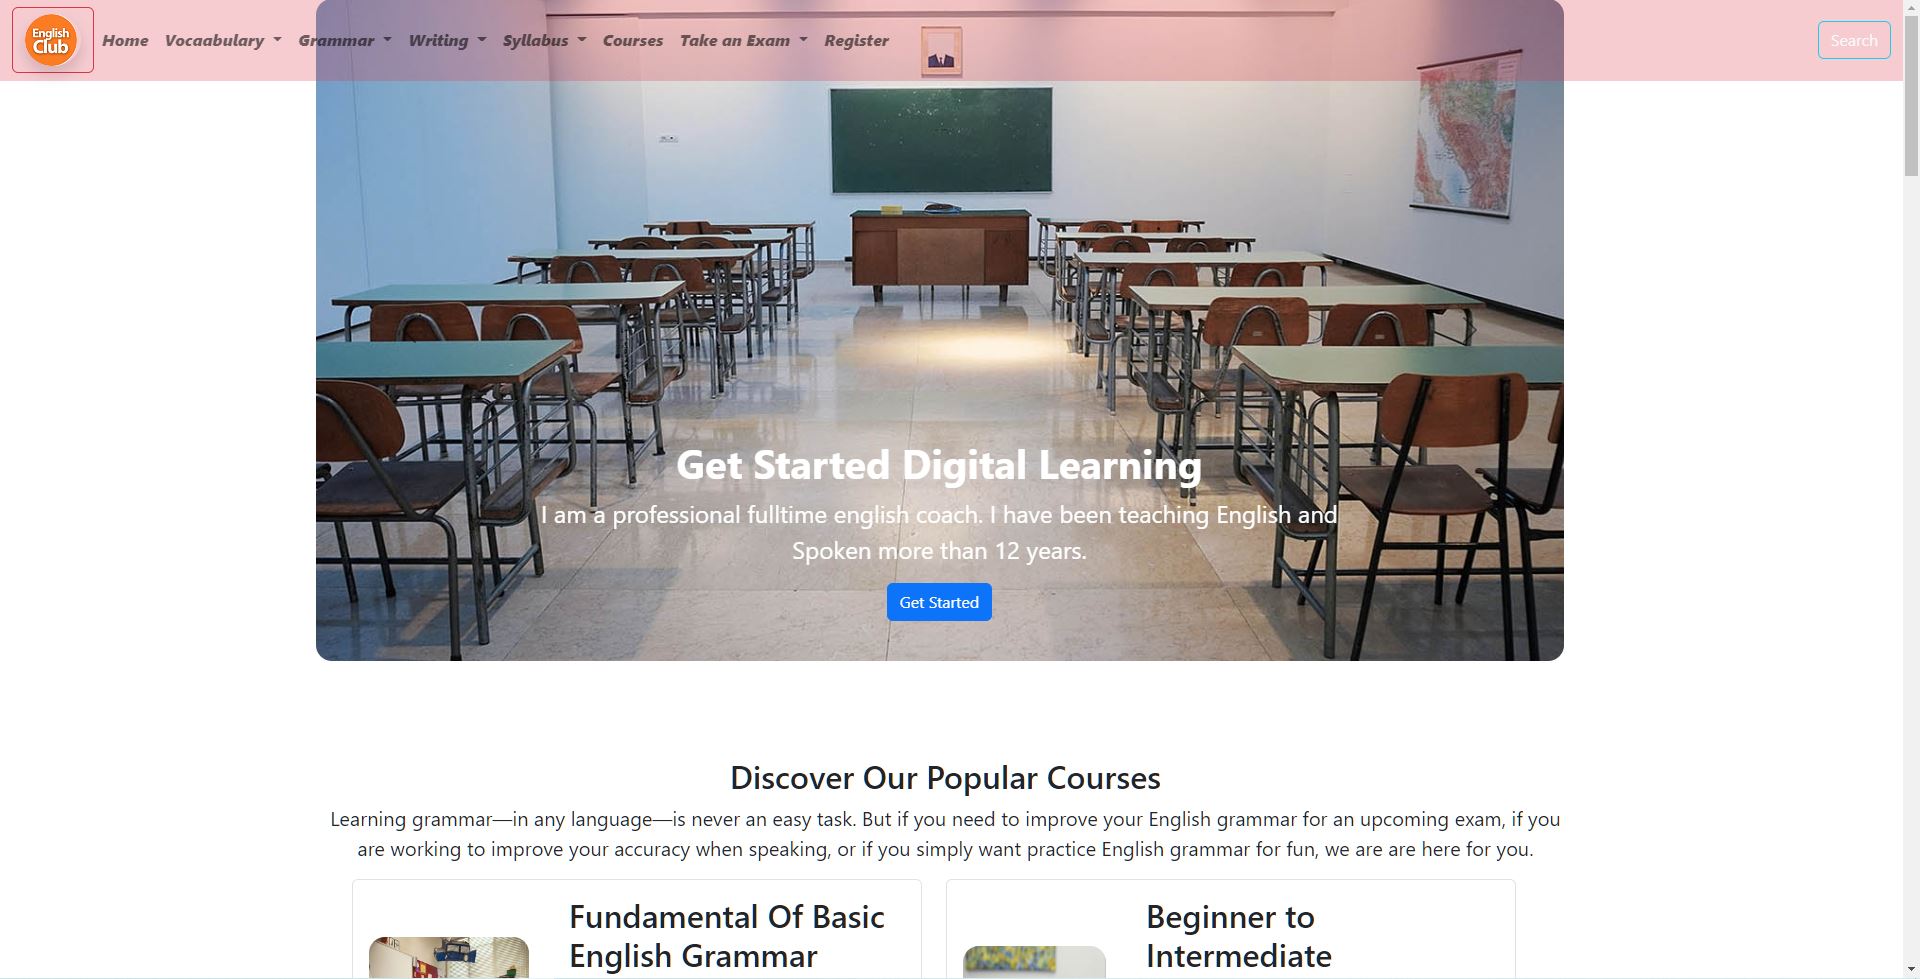 English
Club
Home Vocaabulary Grammar Writing Syllabus Courses Take an Exam Register
Search
Get Started Digital Learning
I am a professional fulltime english coach. I have been teaching English and
Spoken more than 12 years.
Get Started
Discover Our Popular Courses
Learning grammar—in any language—is never an easy task. But if you need to improve your English grammar for an upcoming exam, if you
are working to improve your accuracy when speaking, or if you simply want practice English grammar for fun, we are are here for you.
Fundamental Of Basic
English Grammar
Beginner to
Intermediate